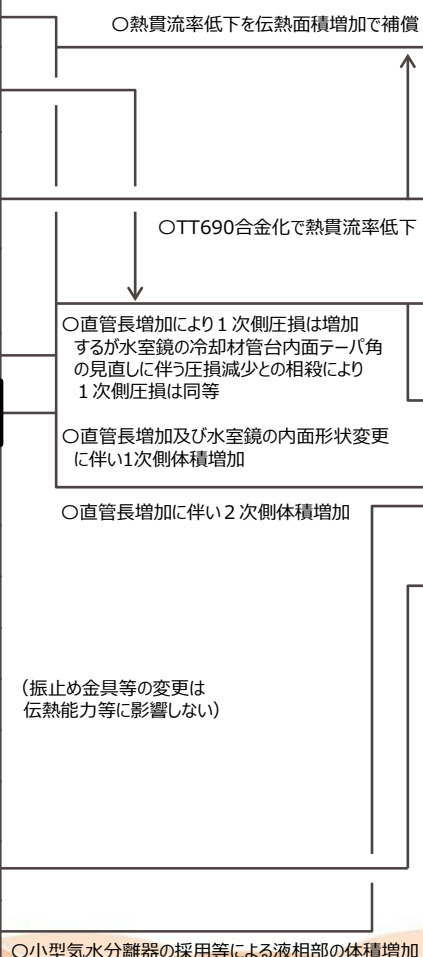 〇熱貫流率低下を伝熱面積増加で補償
〇TT690合金化で熱貫流率低下
〇直管長増加により１次側圧損は増加
するが水室鏡の冷却材管台内面テーパ角
の見直しに伴う圧損減少との相殺により
１次側圧損は同等
〇直管長増加及び水室鏡の内面形状変更
に伴い1次側体積増加
〇直管長増加に伴い２次側体積増加
（振止め金具等の変更は
伝熱能力等に影響しない）
〇小型気水分離器の採用等による液相部の体積増加